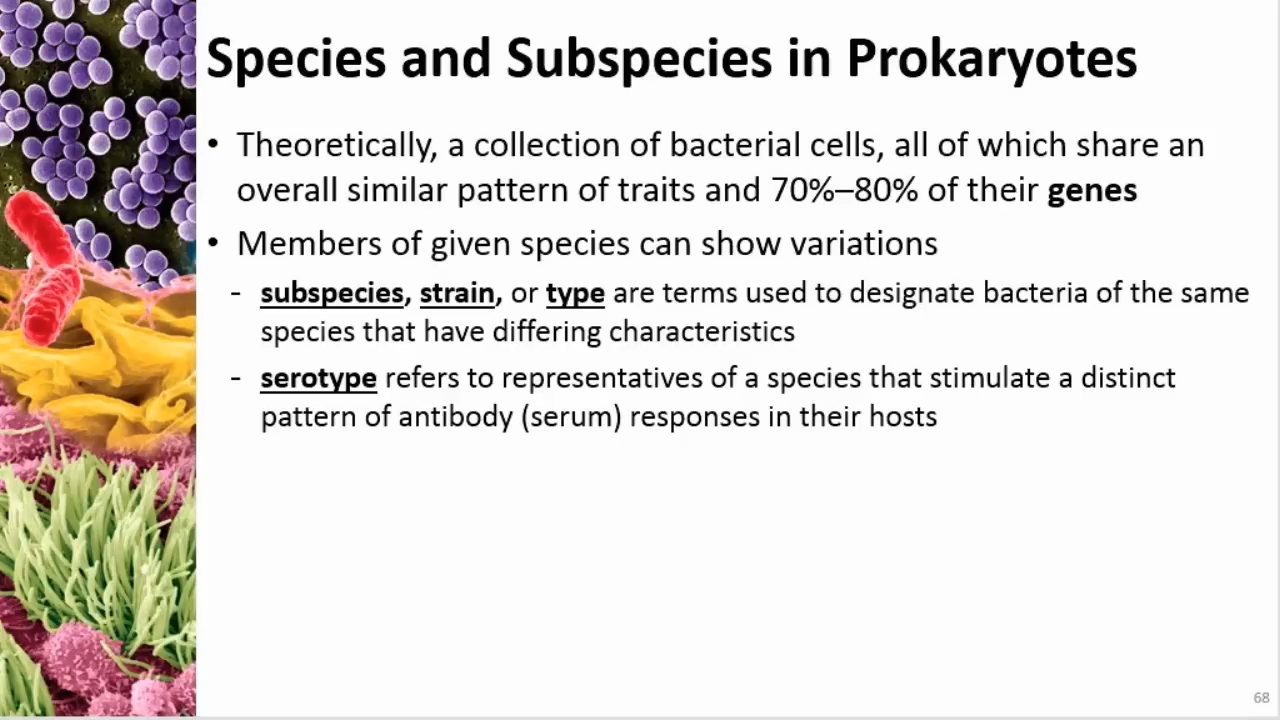 Species and Subspecies in Prokaryotes
• Theoretically, a collection of bacterial cells, all of which share an
overall similar pattern of traits and 70%–80% of their genes
• Members of given species can show variations
- subspecies, strain, or type are terms used to designate bacteria of the same
species that have differing characteristics
- serotype refers to representatives of a species that stimulate a distinct
pattern of antibody (serum) responses in their hosts
68